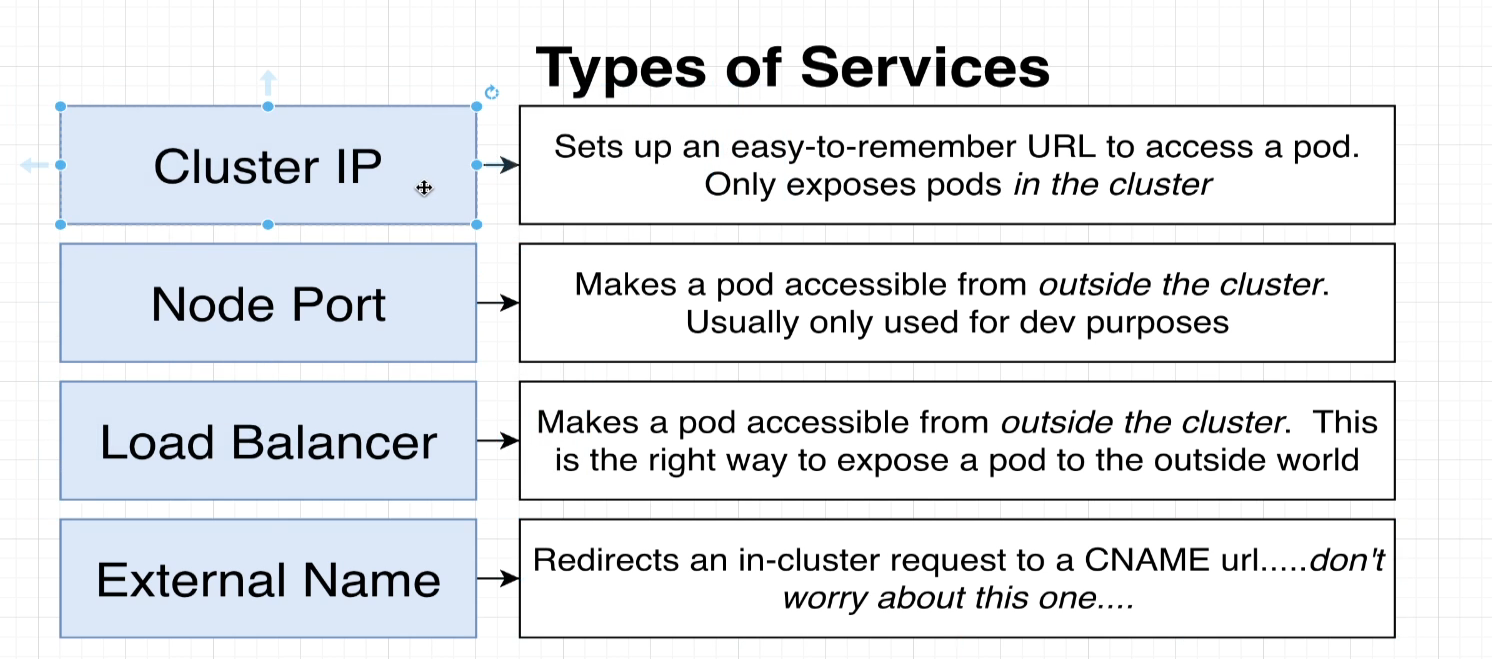 Types of Services
Cluster IP
Sets up an easy-to-remember URL to access a pod.
Only exposes pods in the cluster
Node Port
Makes a pod accessible from outside the cluster.
Usually only used for dev purposes
Load Balancer
Makes a pod accessible from outside the cluster.  This
is the right way to expose a pod to the outside world
External Name
Redirects an in-cluster request to a CNAME url.....don't
worry about this one....